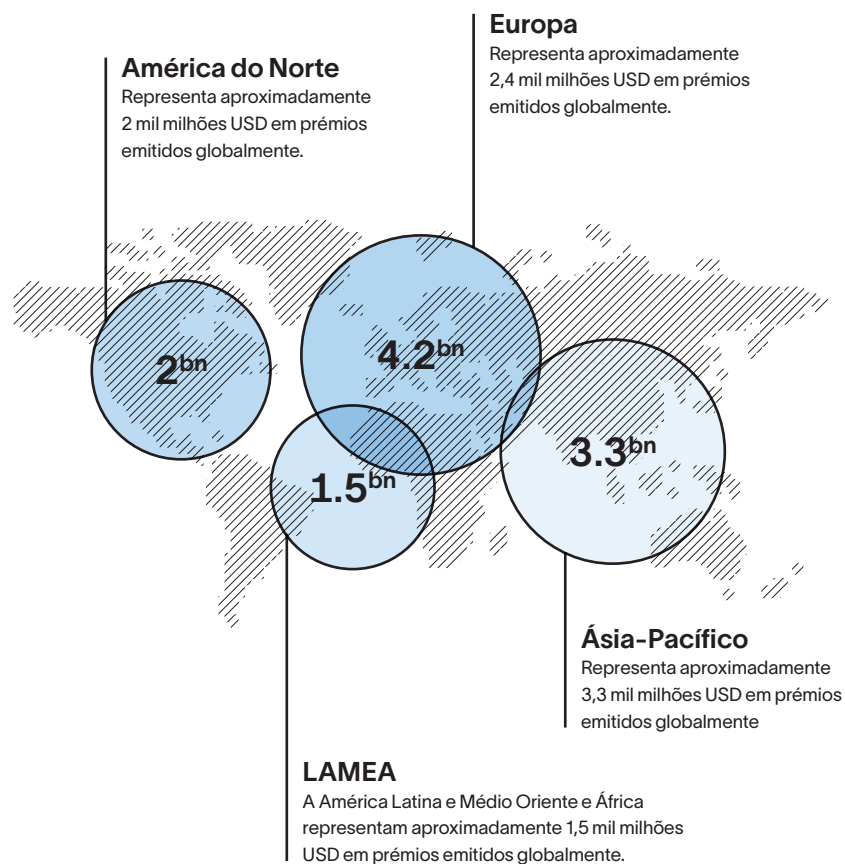 Europa
Representa aproximadamente
2,4 mil milhões USD em prémios
emitidos globalmente.
América do Norte
Representa aproximadamente
2 mil milhões USD em prémios
emitidos globalmente.
2bn
4.2bn
3.3bn
1.5bn
Ásia-Pacífico
Representa aproximadamente
3,3 mil milhões USD em prémios
emitidos globalmente
LAMEA
A América Latina e Médio Oriente e África
representam aproximadamente 1,5 mil milhões
USD em prémios emitidos globalmente.